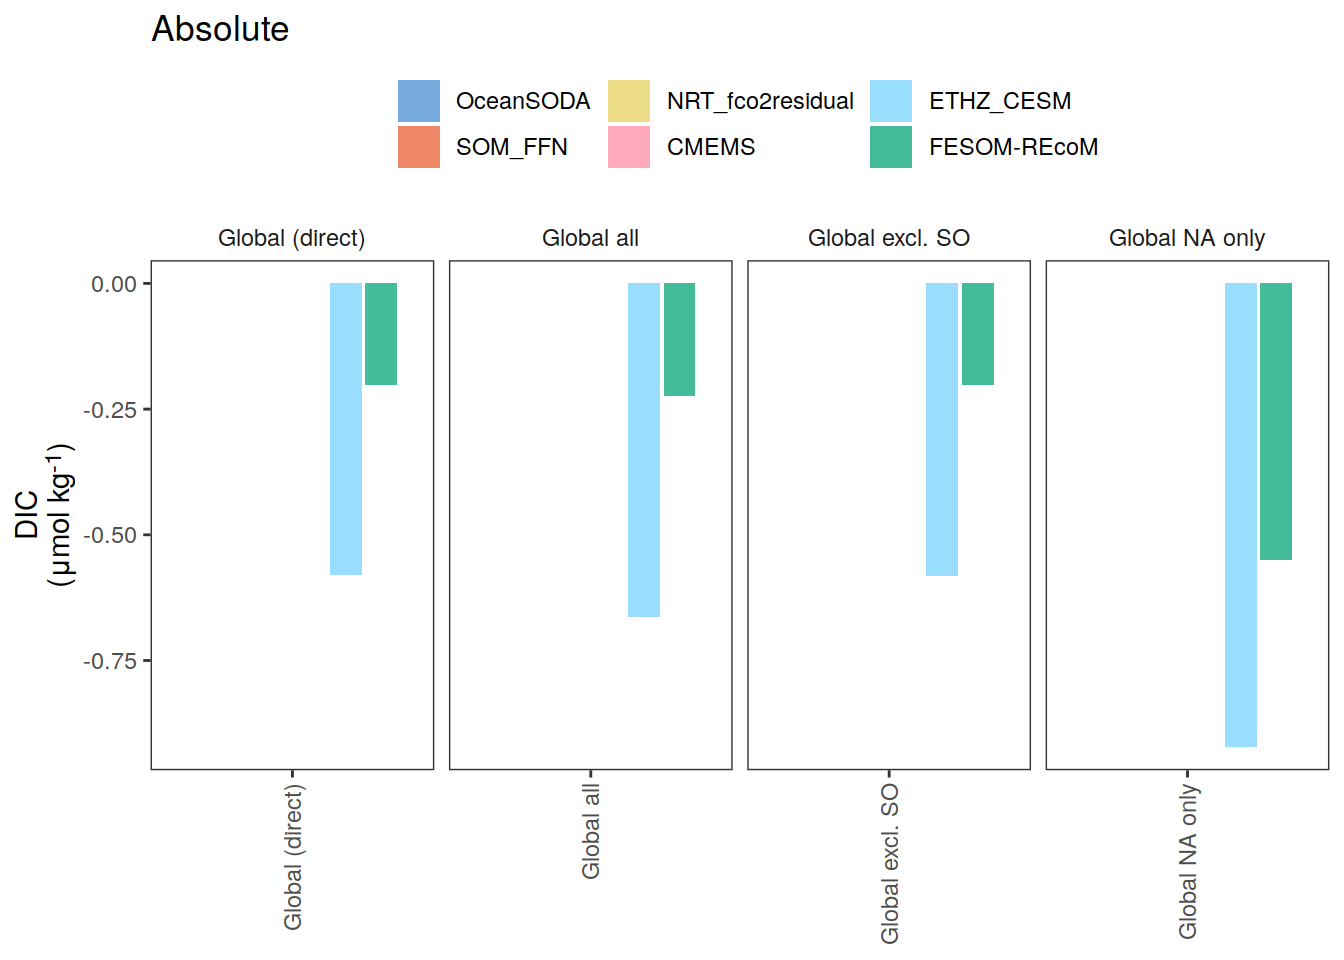 Absolute
OceanSODA
NRT_fco2residual
ETHZ_CESM
SOM_FFN
CMEMS
FESOM-REcoM
Global (direct)
Global all
Global excl. SO
Global NA only
0.00
-0.25
-0.50
-0.75
DIC
(μmol kg⁻¹)
Global (direct)
Global all
Global excl. SO
Global NA only